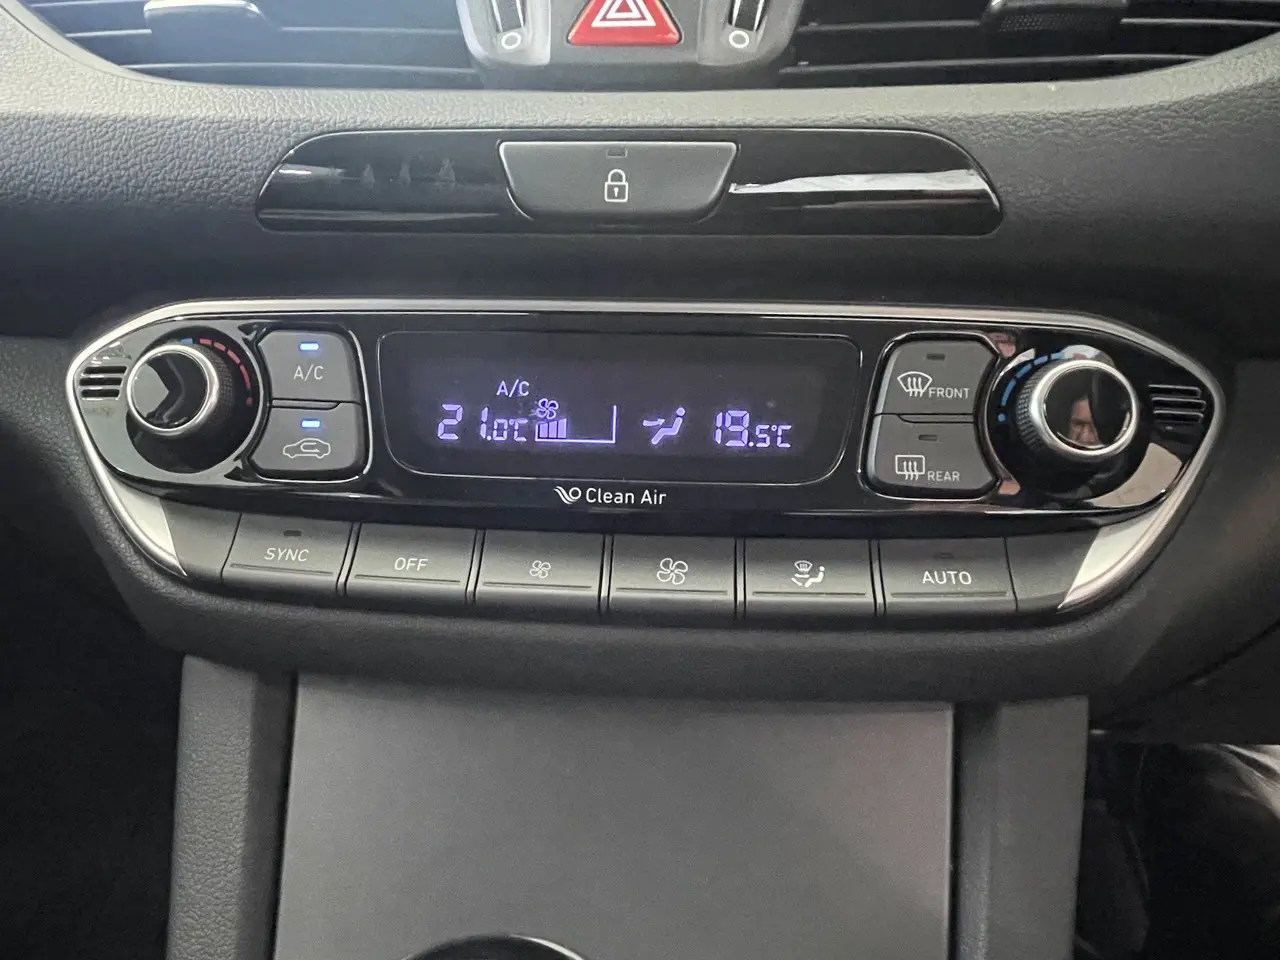 A/C
A/C
21.0°C
19.5°C
FRONT
REAR
Clean Air
SYNC
OFF
AUTO